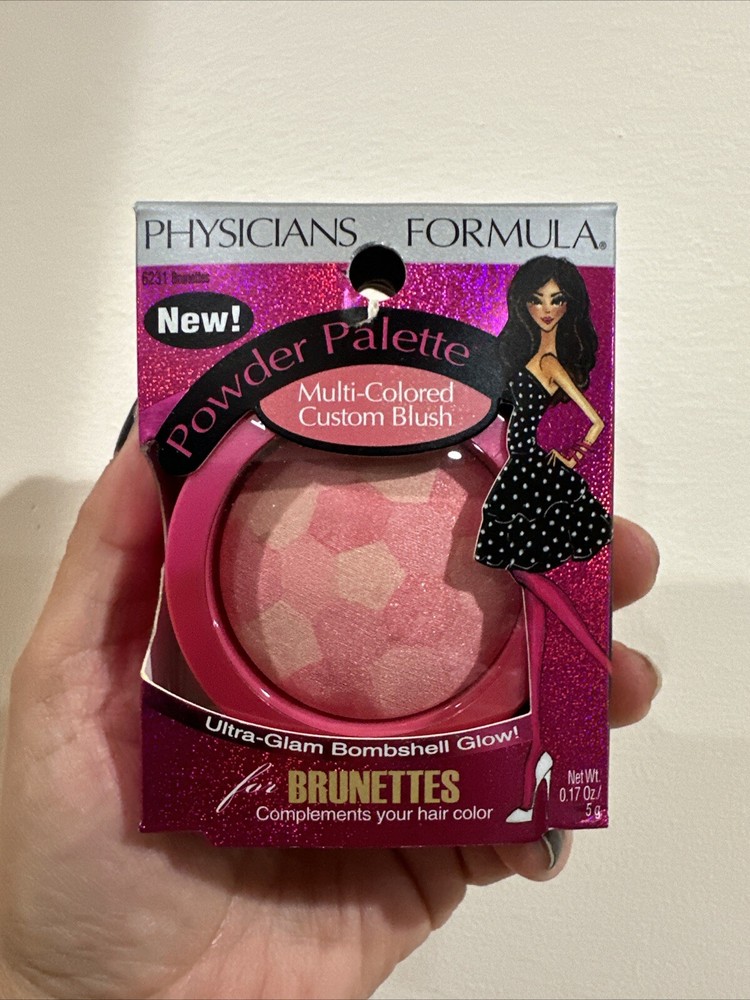 PHYSICIANS FORMULA®
6231 Brunettes
New!
Powder Palette
Multi-Colored
Custom Blush
Ultra-Glam Bombshell Glow!
for BRUNETTES
Complements your hair color
Net Wt.
0.17 Oz./
5 g